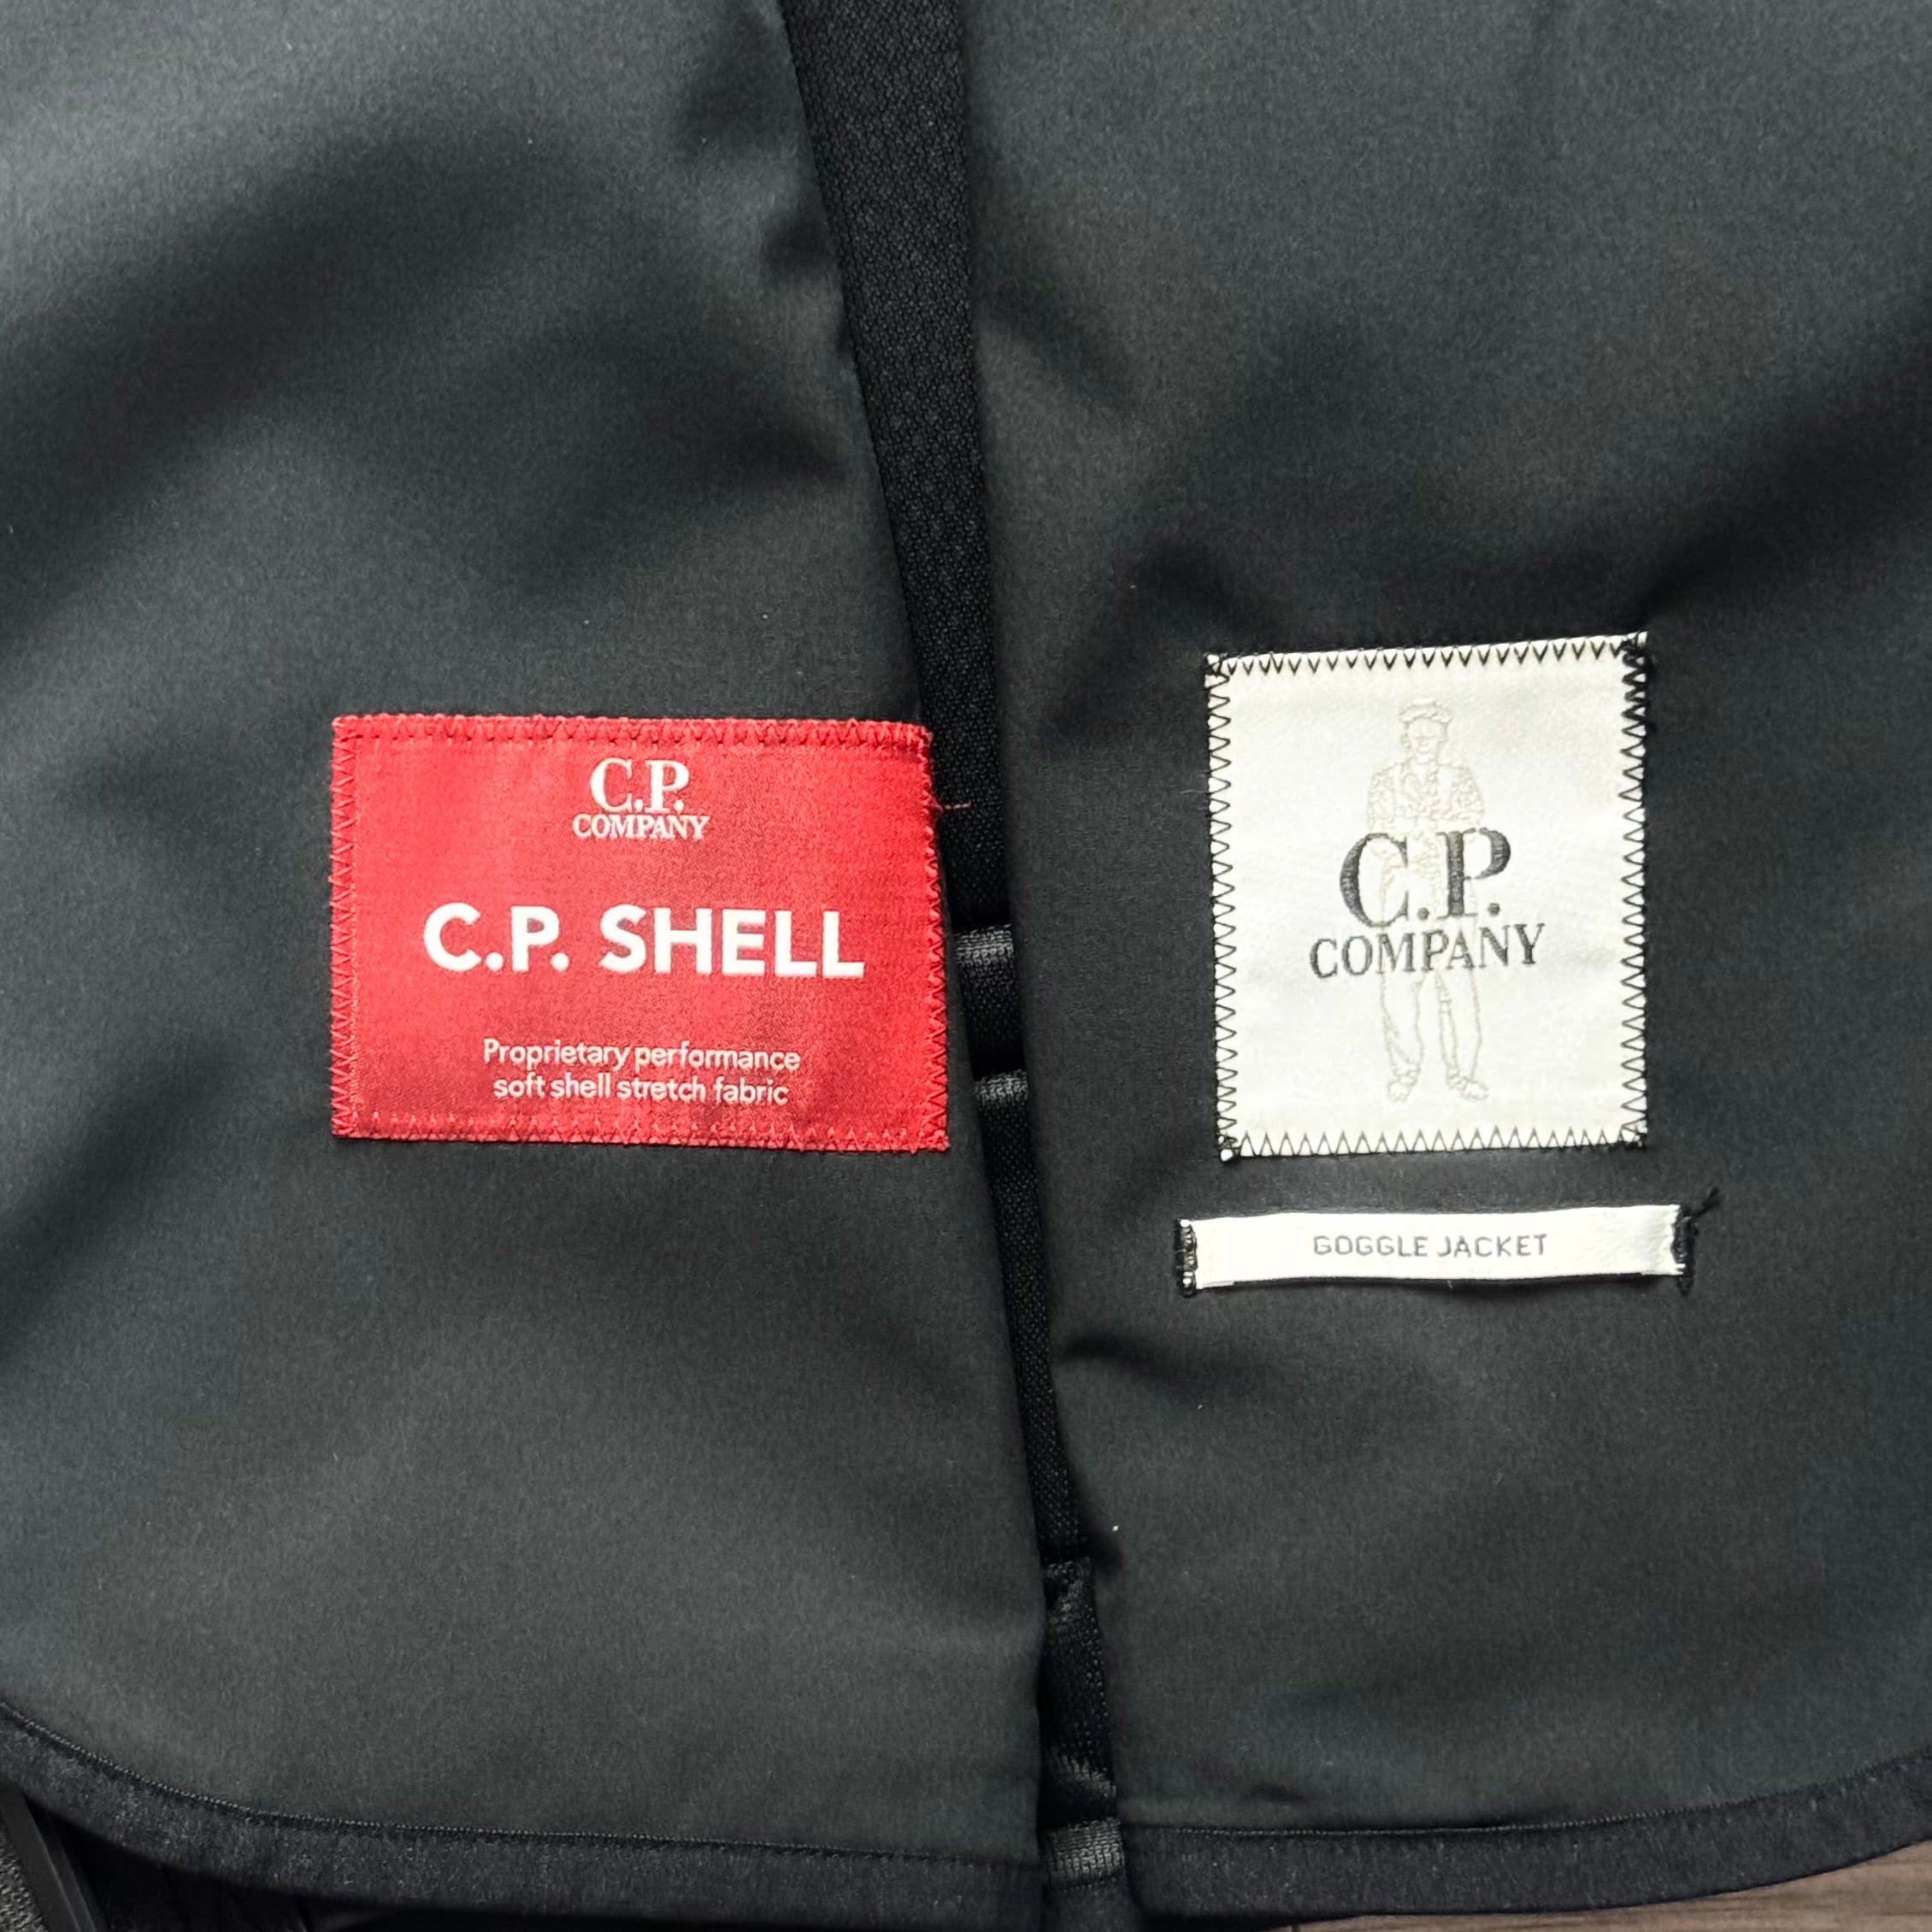 C.P.
COMPANY
C.P. SHELL
Proprietary performance
soft shell stretch fabric
C.P.
COMPANY
GOGGLE JACKET